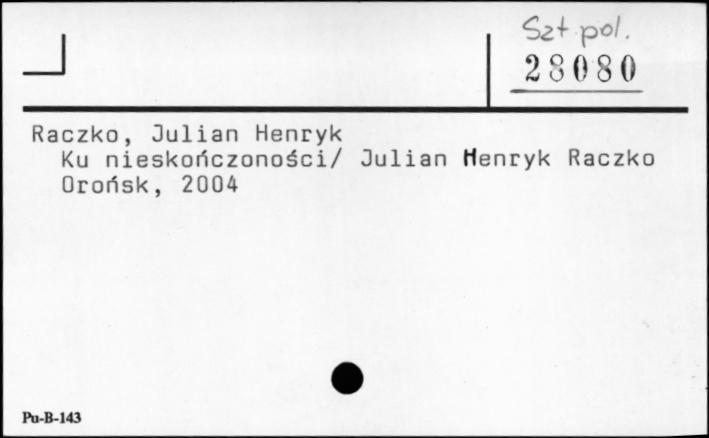 Szt. pol.
28080
Raczko, Julian Henryk
Ku nieskończoności/ Julian Henryk Raczko
Orońsk, 2004
Pu-B-143